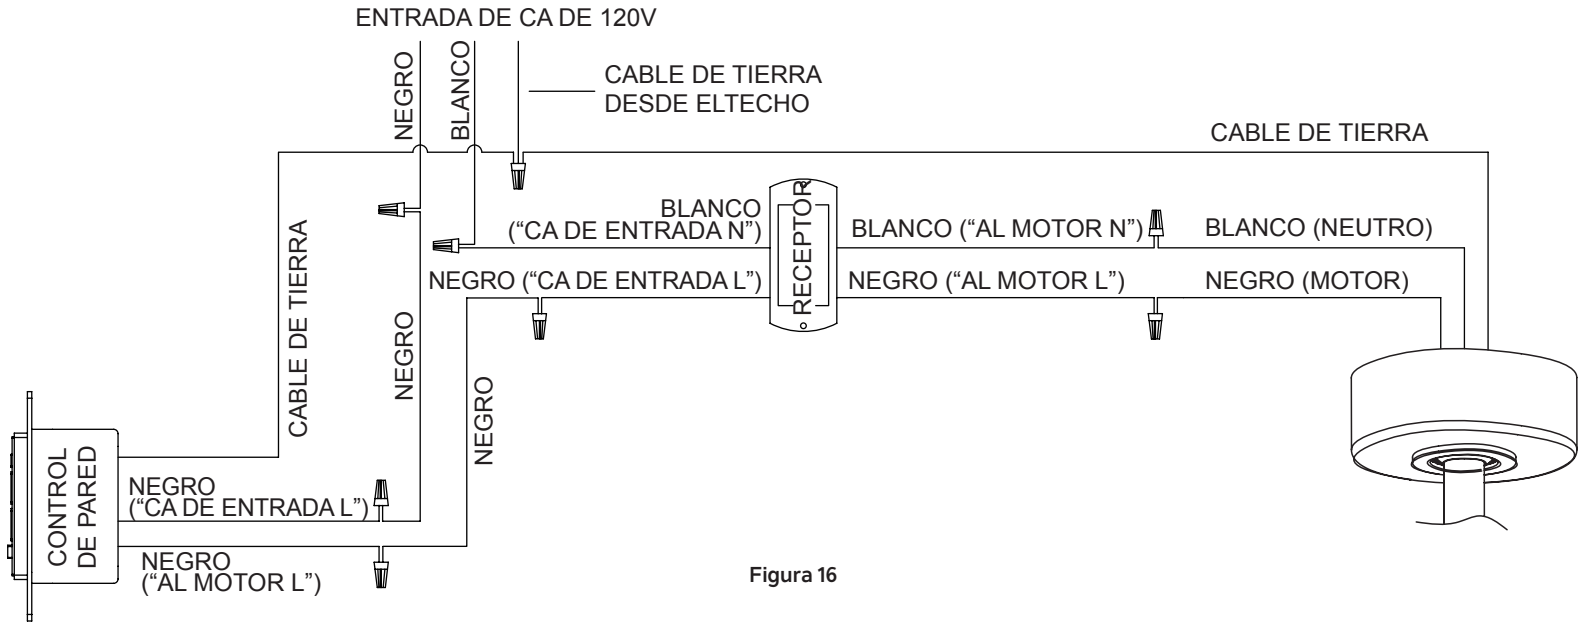 ENTRADA DE CA DE 120V
NEGRO
BLANCO
CABLE DE TIERRA
DESDE ELTECHO
CABLE DE TIERRA
BLANCO
(“CA DE ENTRADA N”)
RECEPTOR
BLANCO (“AL MOTOR N”)
BLANCO (NEUTRO)
NEGRO (“CA DE ENTRADA L”)
NEGRO (“AL MOTOR L”)
NEGRO (MOTOR)
CABLE DE TIERRA
NEGRO
NEGRO
CONTROL
DE PARED
NEGRO
(“CA DE ENTRADA L”)
NEGRO
(“AL MOTOR L”)
Figura 16